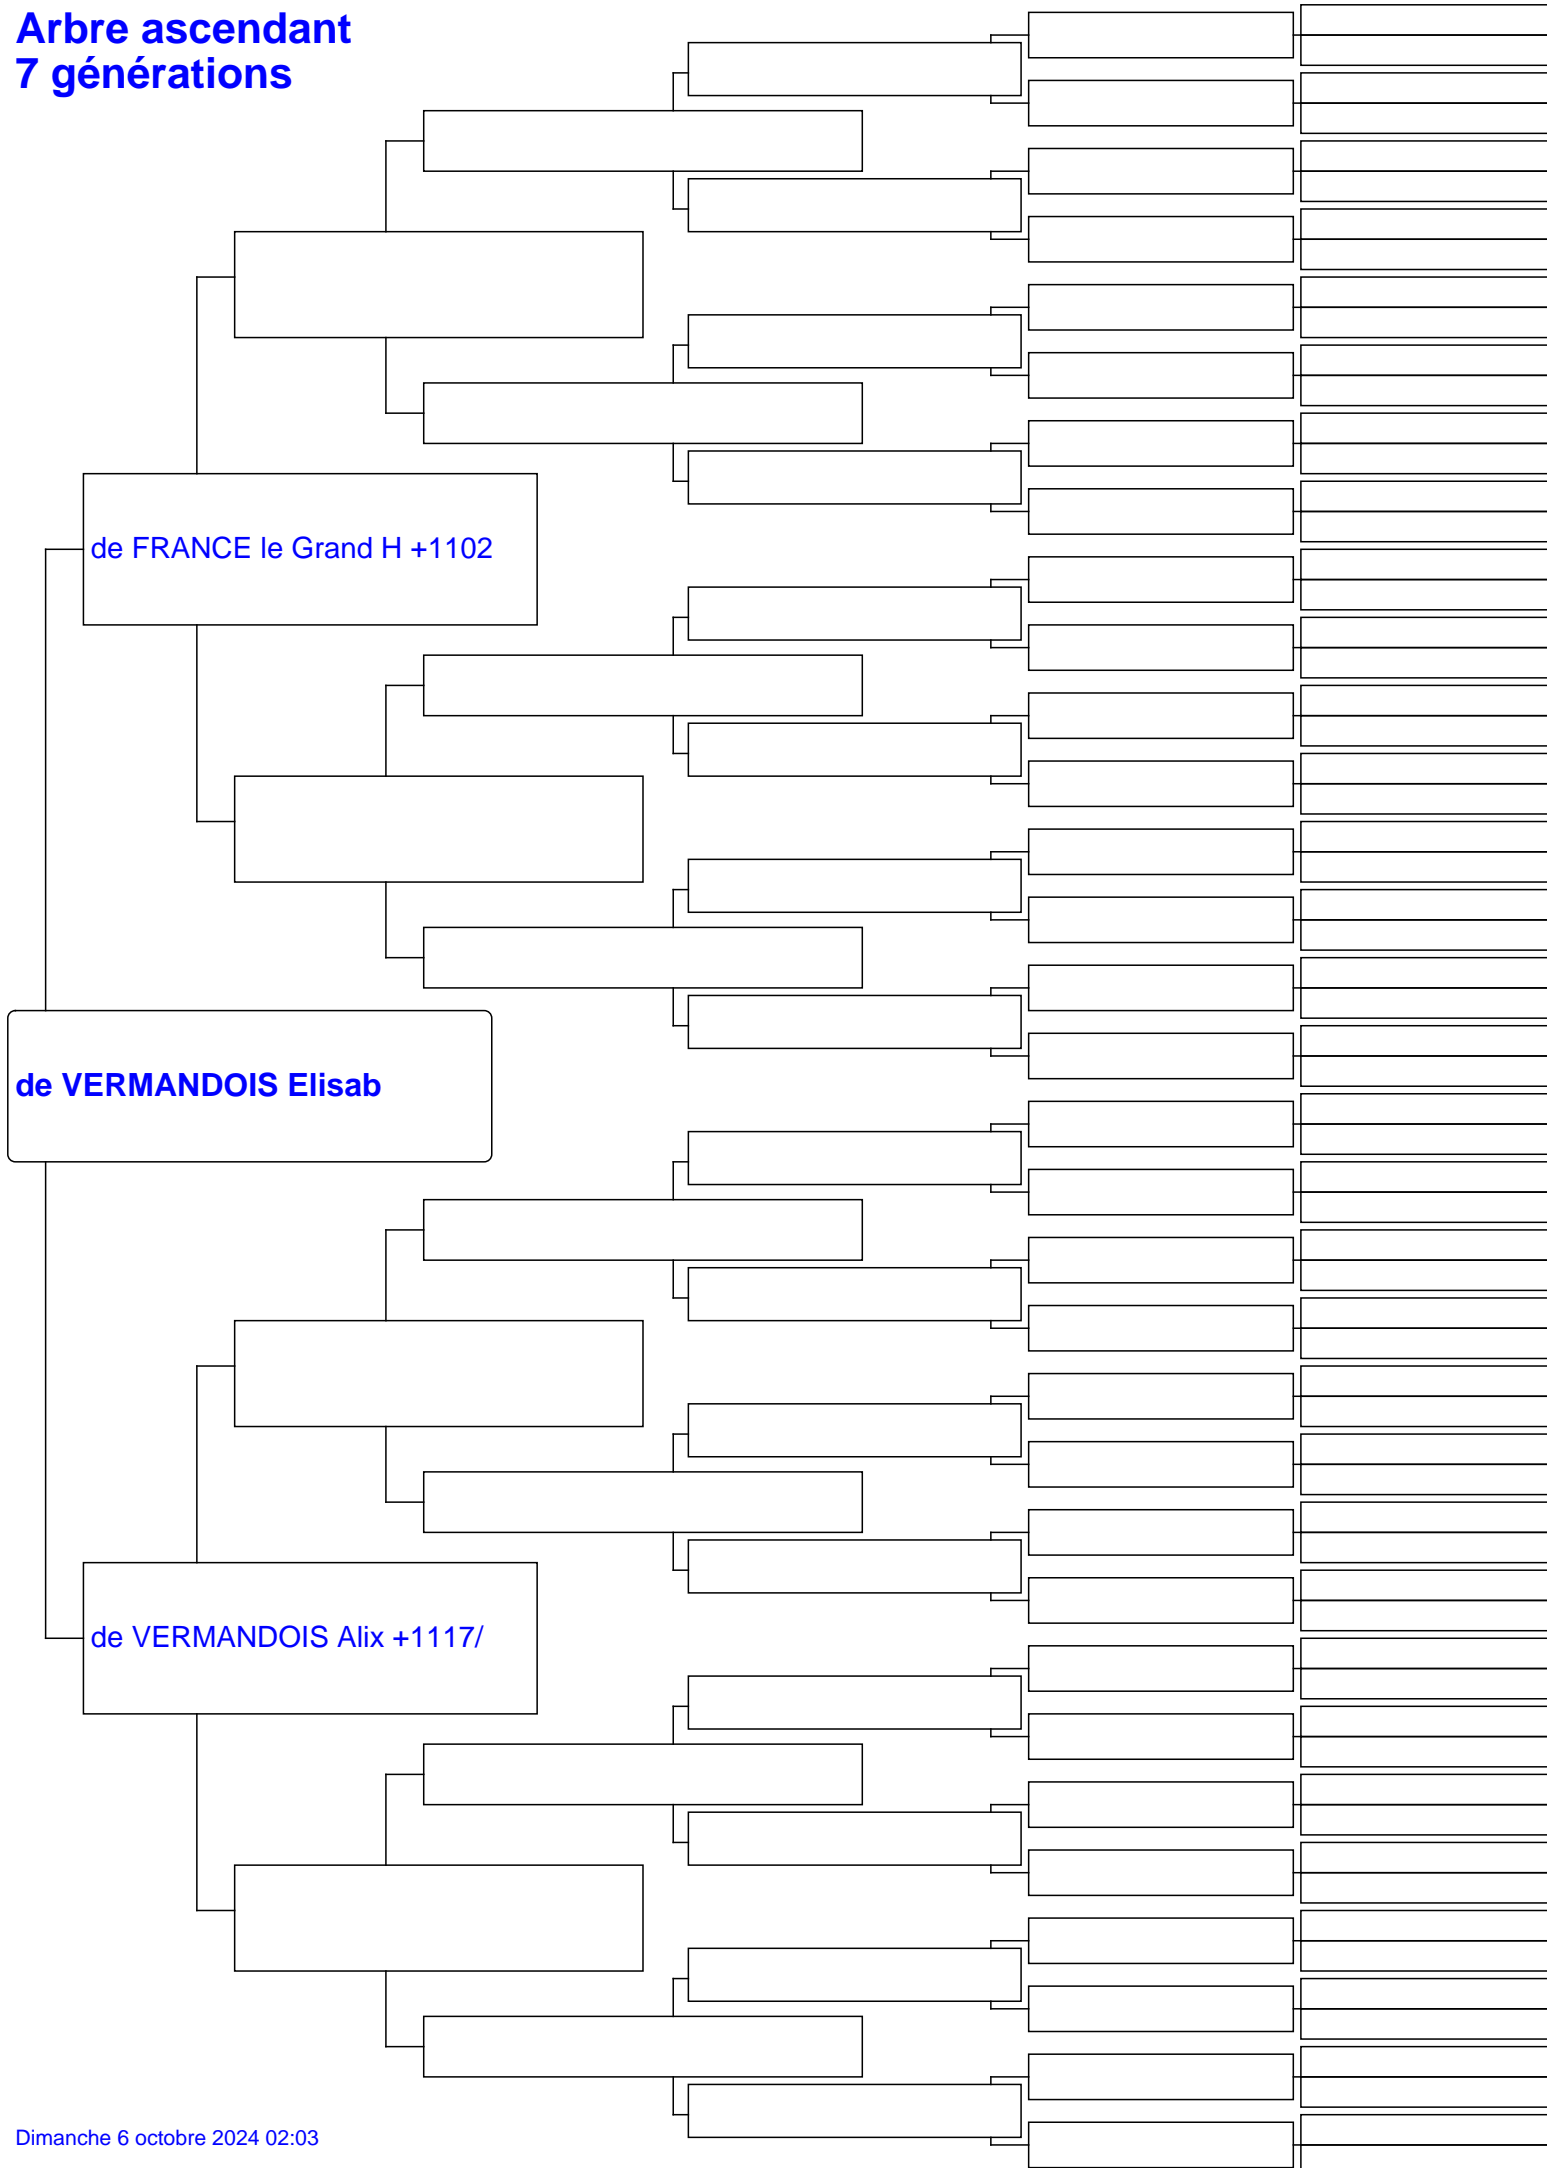 Arbre ascendant
7 générations
de FRANCE le Grand H +1102
de VERMANDOIS Elisab
de VERMANDOIS Alix +1117/
Dimanche 6 octobre 2024 02:03